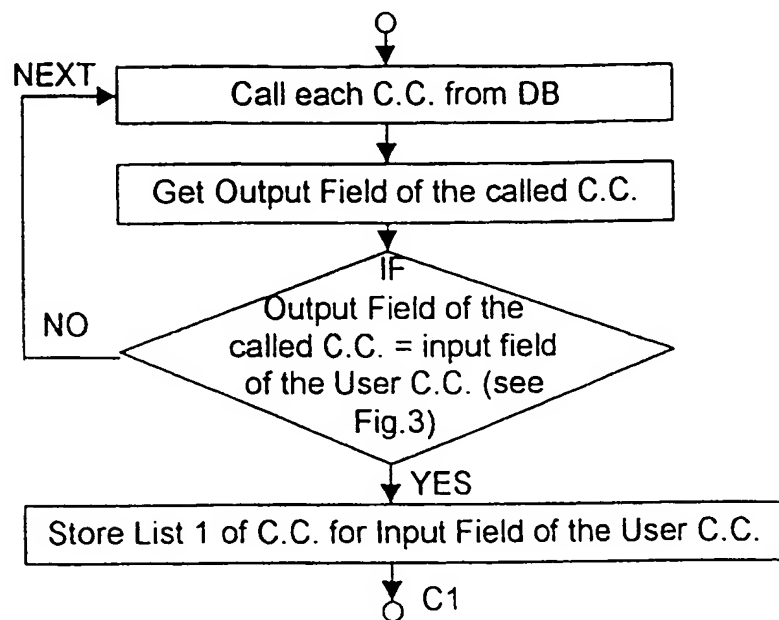 NEXT
Call each C.C. from DB
Get Output Field of the called C.C.
IF
Output Field of the
called C.C. = input field
of the User C.C. (see
Fig.3)
NO
YES
Store List 1 of C.C. for Input Field of the User C.C.
C1